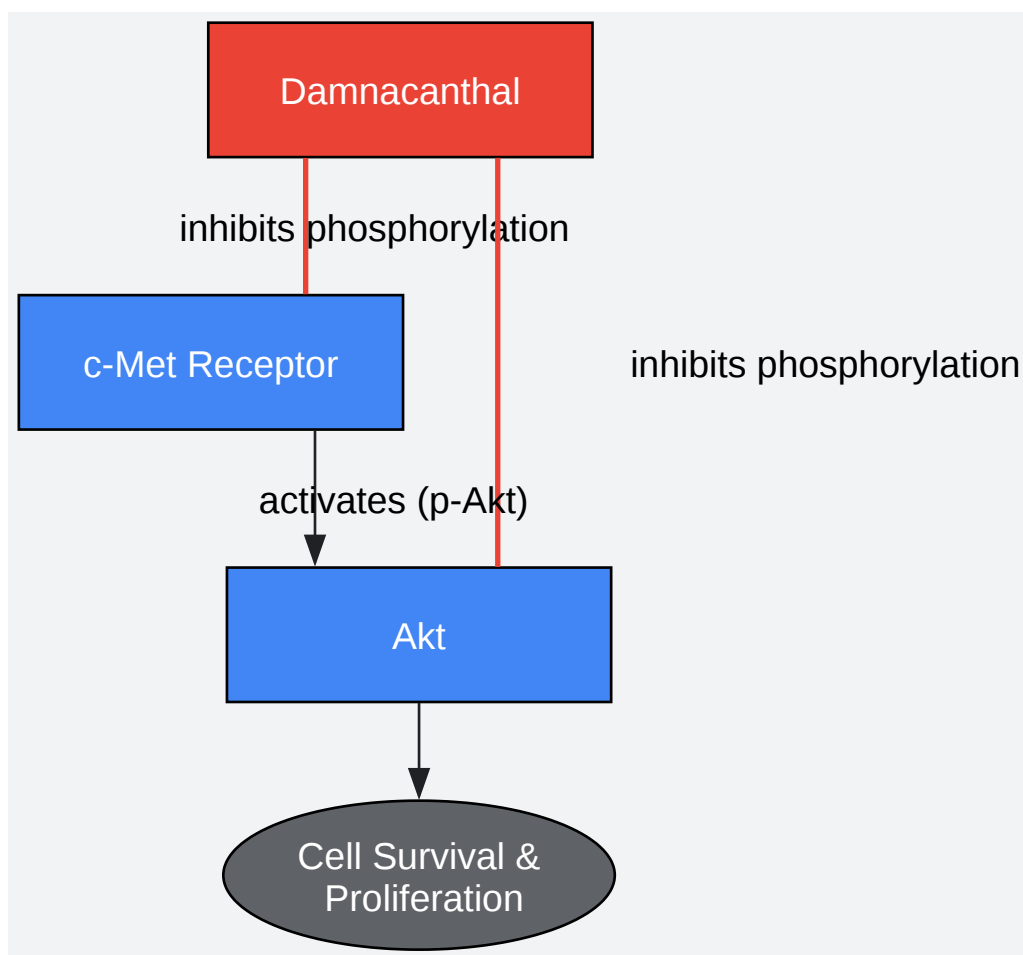 Damnacanthal
inhibits phosphorylation
c-Met Receptor
inhibits phosphorylation
activates (p-Akt)
Akt
Cell Survival &
Proliferation